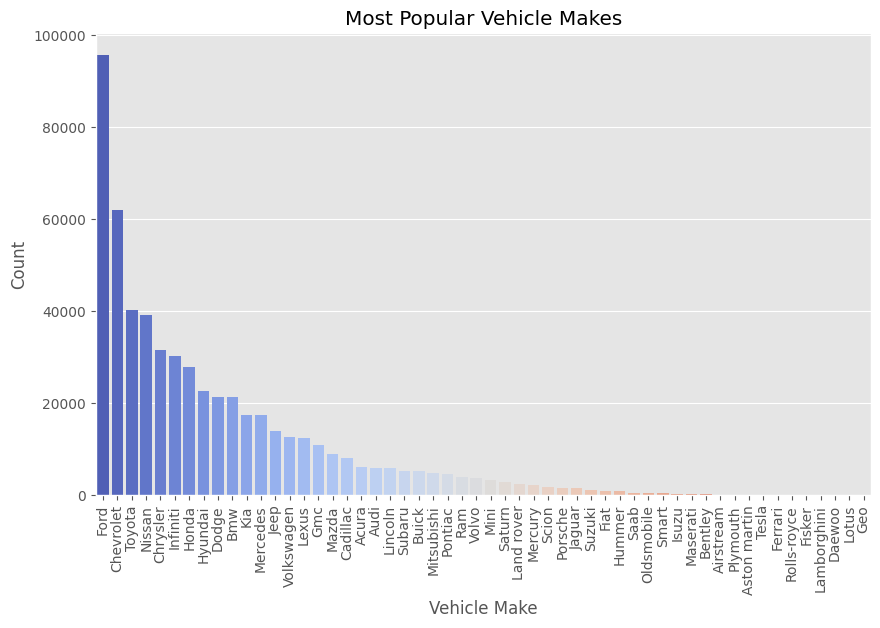 Most Popular Vehicle Makes
100000
80000
60000
40000
20000
0
Count
Ford
Chevrolet
Toyota
Nissan
Chrysler
Infiniti
Honda
Hyundai
Dodge
Bmw
Kia
Mercedes
Jeep
Volkswagen
Lexus
Gmc
Mazda
Cadillac
Acura
Audi
Lincoln
Subaru
Buick
Mitsubishi
Pontiac
Ram
Volvo
Mini
Saturn
Land rover
Mercury
Scion
Porsche
Jaguar
Suzuki
Fiat
Hummer
Saab
Oldsmobile
Smart
Isuzu
Maserati
Bentley
Airstream
Plymouth
Aston martin
Tesla
Ferrari
Rolls-royce
Fisker
Lamborghini
Daewoo
Lotus
Geo
Vehicle Make